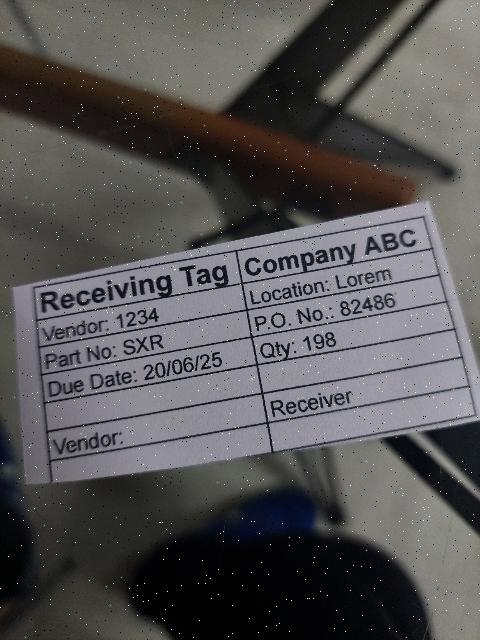 Receiving Tag Company ABC
Vendor: 1234 Location: Lorem
Part No: SXR P.O. No.: 82486
Due Date: 20/06/25 Qty: 198
Vendor: Receiver